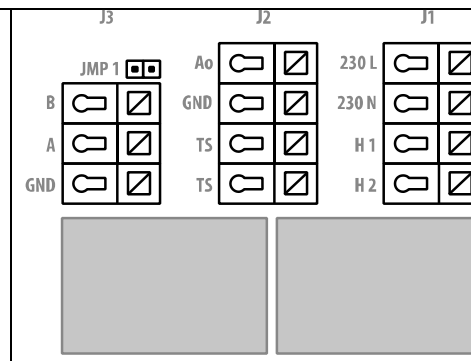 J3 J2 J1
JMP 1 Ao 230 L
B GND 230 N
A TS H 1
GND TS H 2